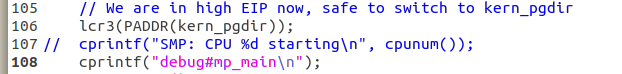 105     // We are in high EIP now, safe to switch to kern_pgdir
106     lcr3(PADDR(kern_pgdir));
107 //  cprintf("SMP: CPU %d starting\n", cpunum());
108     cprintf("debug#mp_main\n");